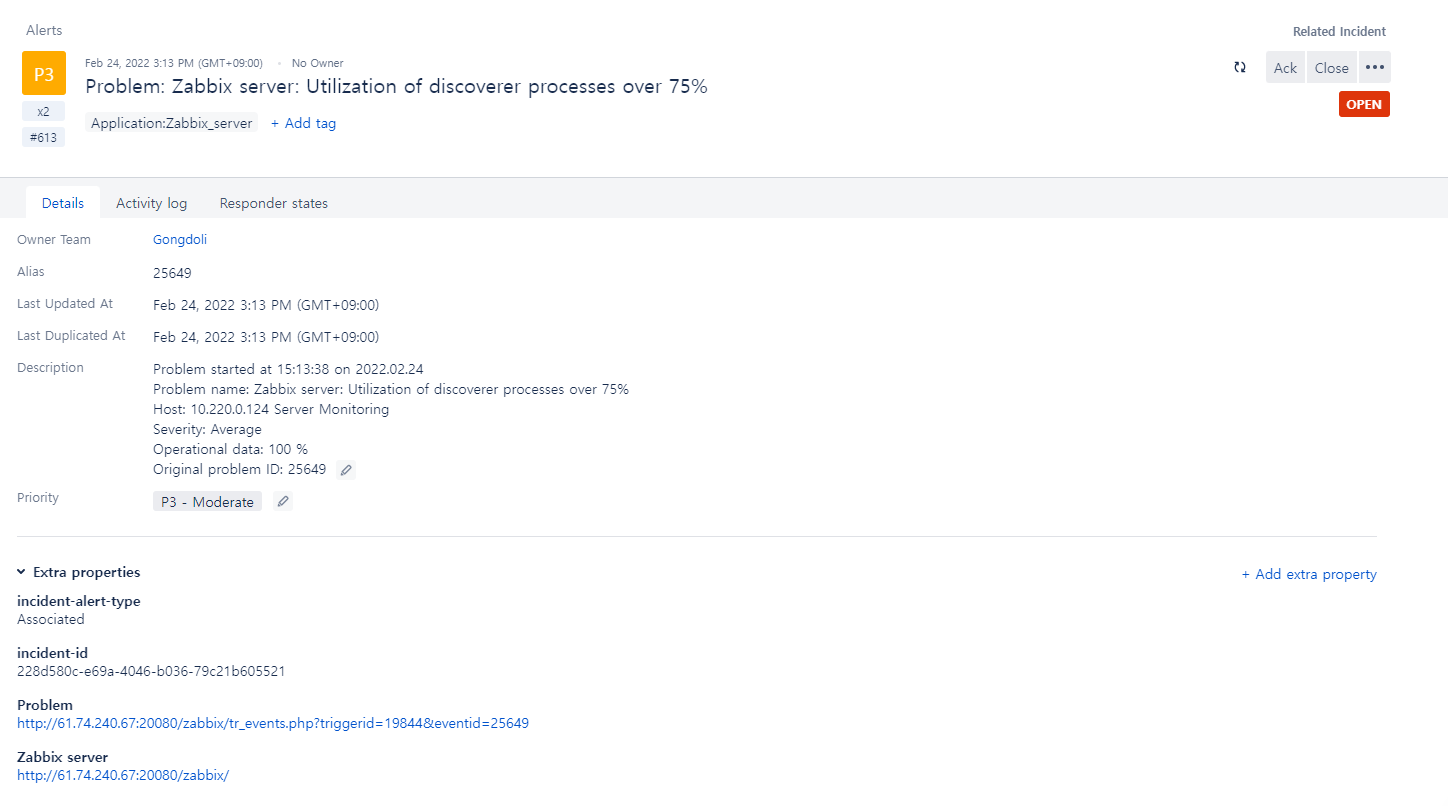 Alerts
Related Incident
P3
Feb 24, 2022 3:13 PM (GMT+09:00)
No Owner
Problem: Zabbix server: Utilization of discoverer processes over 75%
Ack
Close
x2
OPEN
Application:Zabbix_server
+ Add tag
#613
Details
Activity log
Responder states
Owner Team
Gongdoli
Alias
25649
Last Updated At
Feb 24, 2022 3:13 PM (GMT+09:00)
Last Duplicated At
Feb 24, 2022 3:13 PM (GMT+09:00)
Description
Problem started at 15:13:38 on 2022.02.24
Problem name: Zabbix server: Utilization of discoverer processes over 75%
Host: 10.220.0.124 Server Monitoring
Severity: Average
Operational data: 100 %
Original problem ID: 25649
Priority
P3 - Moderate
Extra properties
+ Add extra property
incident-alert-type
Associated
incident-id
228d580c-e69a-4046-b036-79c21b605521
Problem
http://61.74.240.67:20080/zabbix/tr_events.php?triggerid=19844&eventid=25649
Zabbix server
http://61.74.240.67:20080/zabbix/